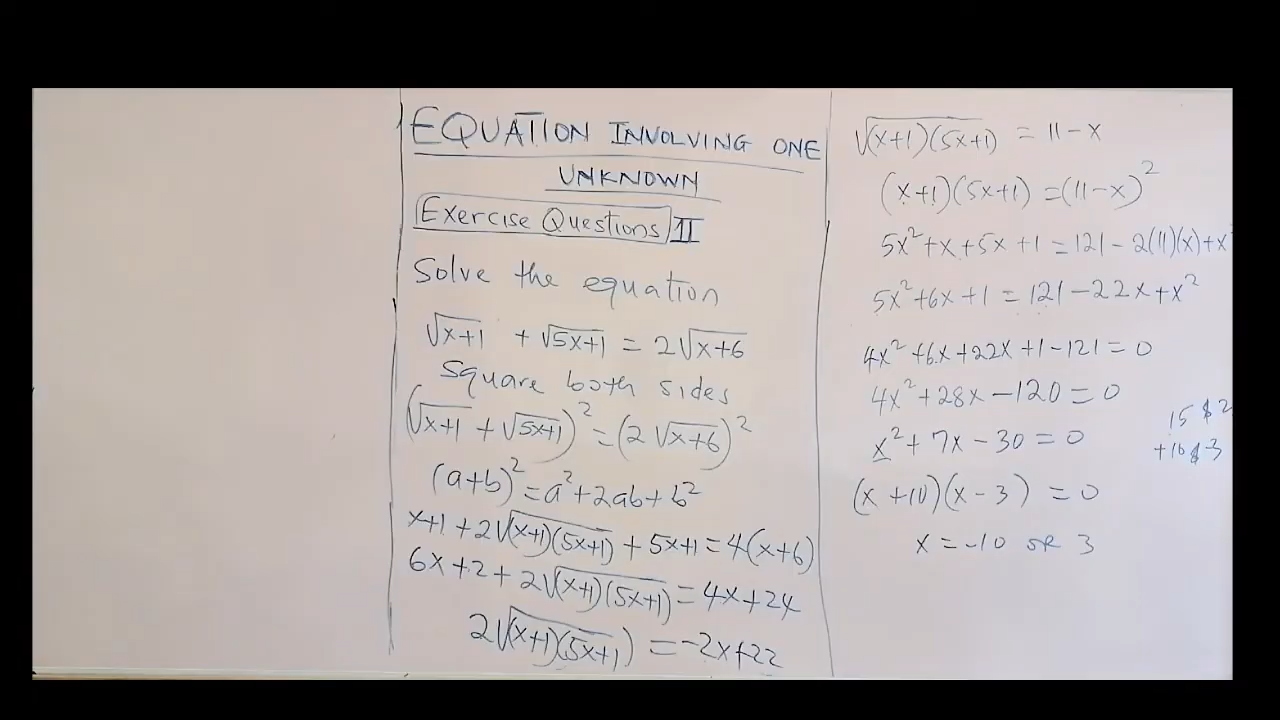 EQUATION INVOLVING ONE
UNKNOWN
Exercise Questions II
Solve the equation
√x+1 + √5x+1 = 2√x+6
Square both sides
(√x+1 + √5x+1)² = (2√x+6)²
(a+b)² = a²+2ab+b²
x+1 + 2√(x+1)(5x+1) + 5x+1 = 4(x+6)
6x+2 + 2√(x+1)(5x+1) = 4x+24
2√(x+1)(5x+1) = -2x+22
√(x+1)(5x+1) = 11-x
(x+1)(5x+1) = (11-x)²
5x²+x+5x+1 = 121-2(11)(x)+x²
5x²+6x+1 = 121-22x+x²
4x²+6x+22x+1-121=0
4x²+28x-120=0
x²+7x-30=0
(x+10)(x-3)=0
x=-10 or 3
15 $ 2
+10 $ -3